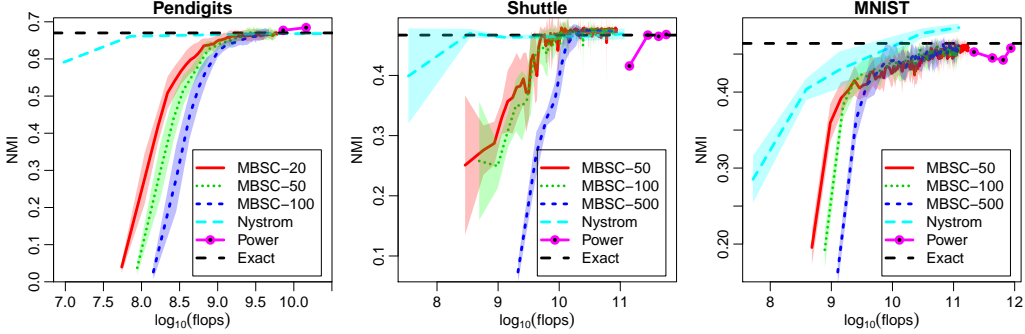 Pendigits
NMI
0.7
0.6
0.5
0.4
0.3
0.2
0.1
0.0
7.0 7.5 8.0 8.5 9.0 9.5 10.0
log10(flops)
MBSC−20
MBSC−50
MBSC−100
Nystrom
Power
Exact
Shuttle
NMI
0.4
0.3
0.2
0.1
8 9 10 11
log10(flops)
MBSC−50
MBSC−100
MBSC−500
Nystrom
Power
Exact
MNIST
NMI
0.40
0.30
0.20
8 9 10 11 12
log10(flops)
MBSC−50
MBSC−100
MBSC−500
Nystrom
Power
Exact